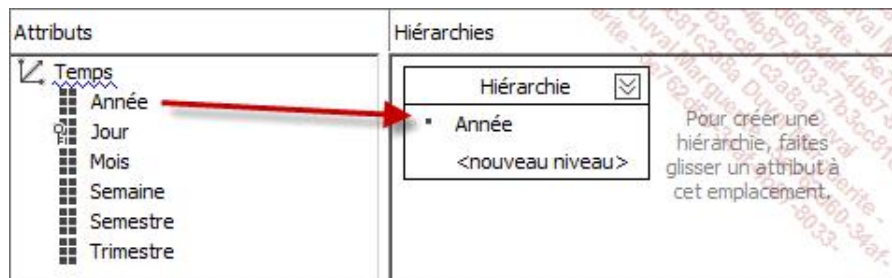 Attributs
Hiérarchies
Temps
Année
Jour
Mois
Semaine
Semestre
Trimestre
Hiérarchie
Année
<nouveau niveau>
Pour créer une
hiérarchie, faites
glisser un attribut à
cet emplacement.